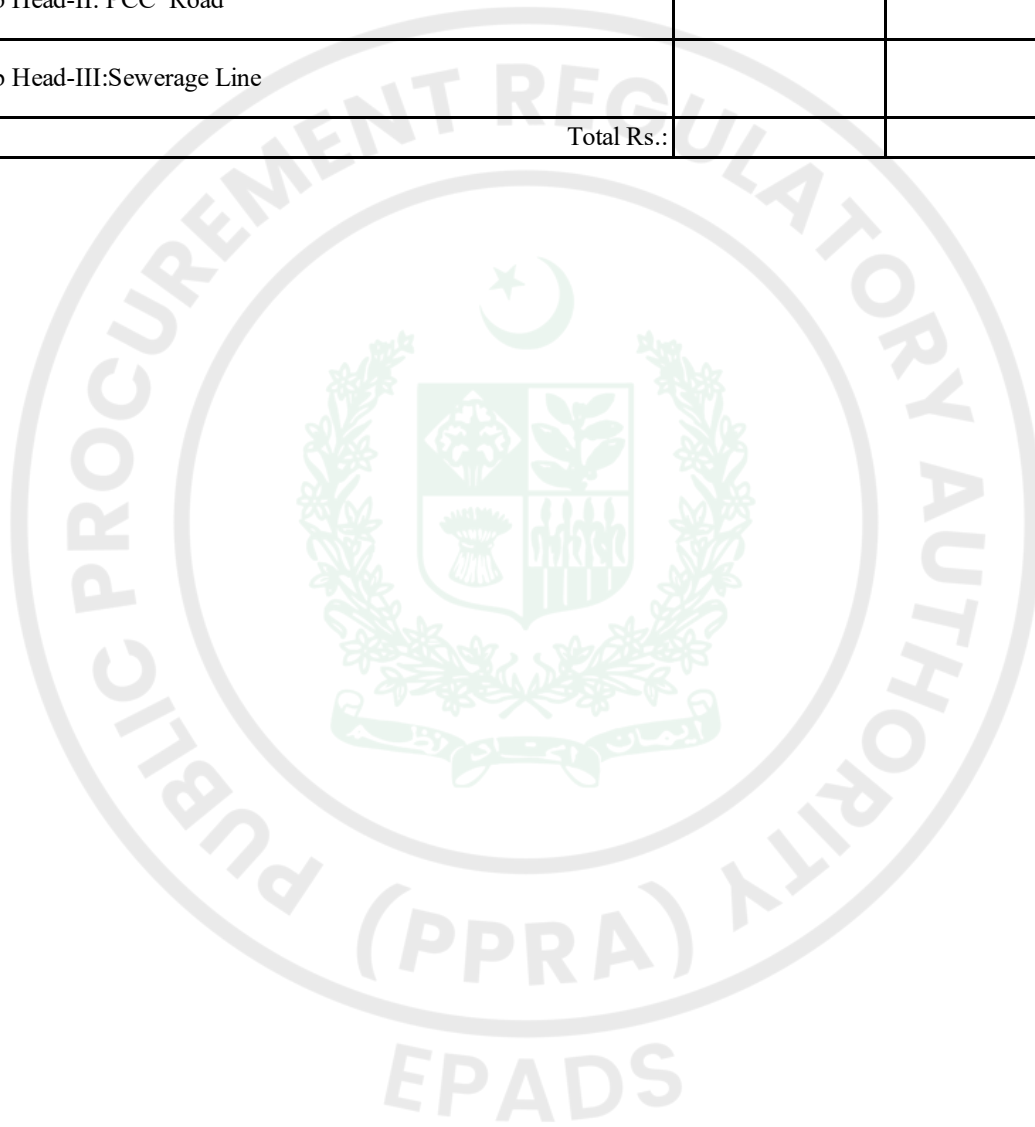 b Head-II: PCC Road
b Head-III:Sewerage Line
Total Rs.:
PUBLIC PROCUREMENT REGULATORY AUTHORITY
(PPRA)
EPADS